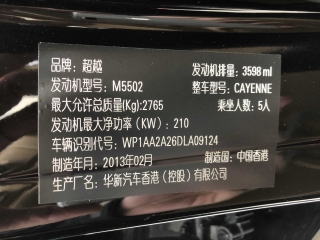 品牌：超越 发动机排量：3598 ml
发动机型号：M5502 整车型号：CAYENNE
最大允许总质量(Kg):2765 乘坐人数：5人
发动机最大净功率（KW）：210
车辆识别代号：WP1AA2A26DLA09124
制造年月：2013年02月 制造国：中国香港
生产厂名：华新汽车香港（控股）有限公司